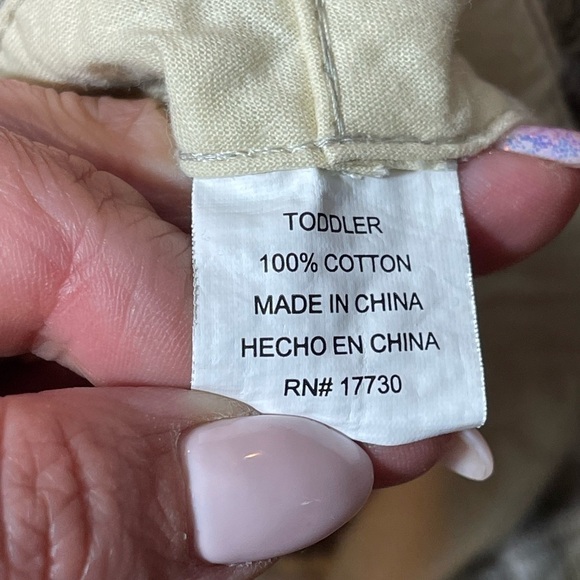 TODDLER
100% COTTON
MADE IN CHINA
HECHO EN CHINA
RN# 17730